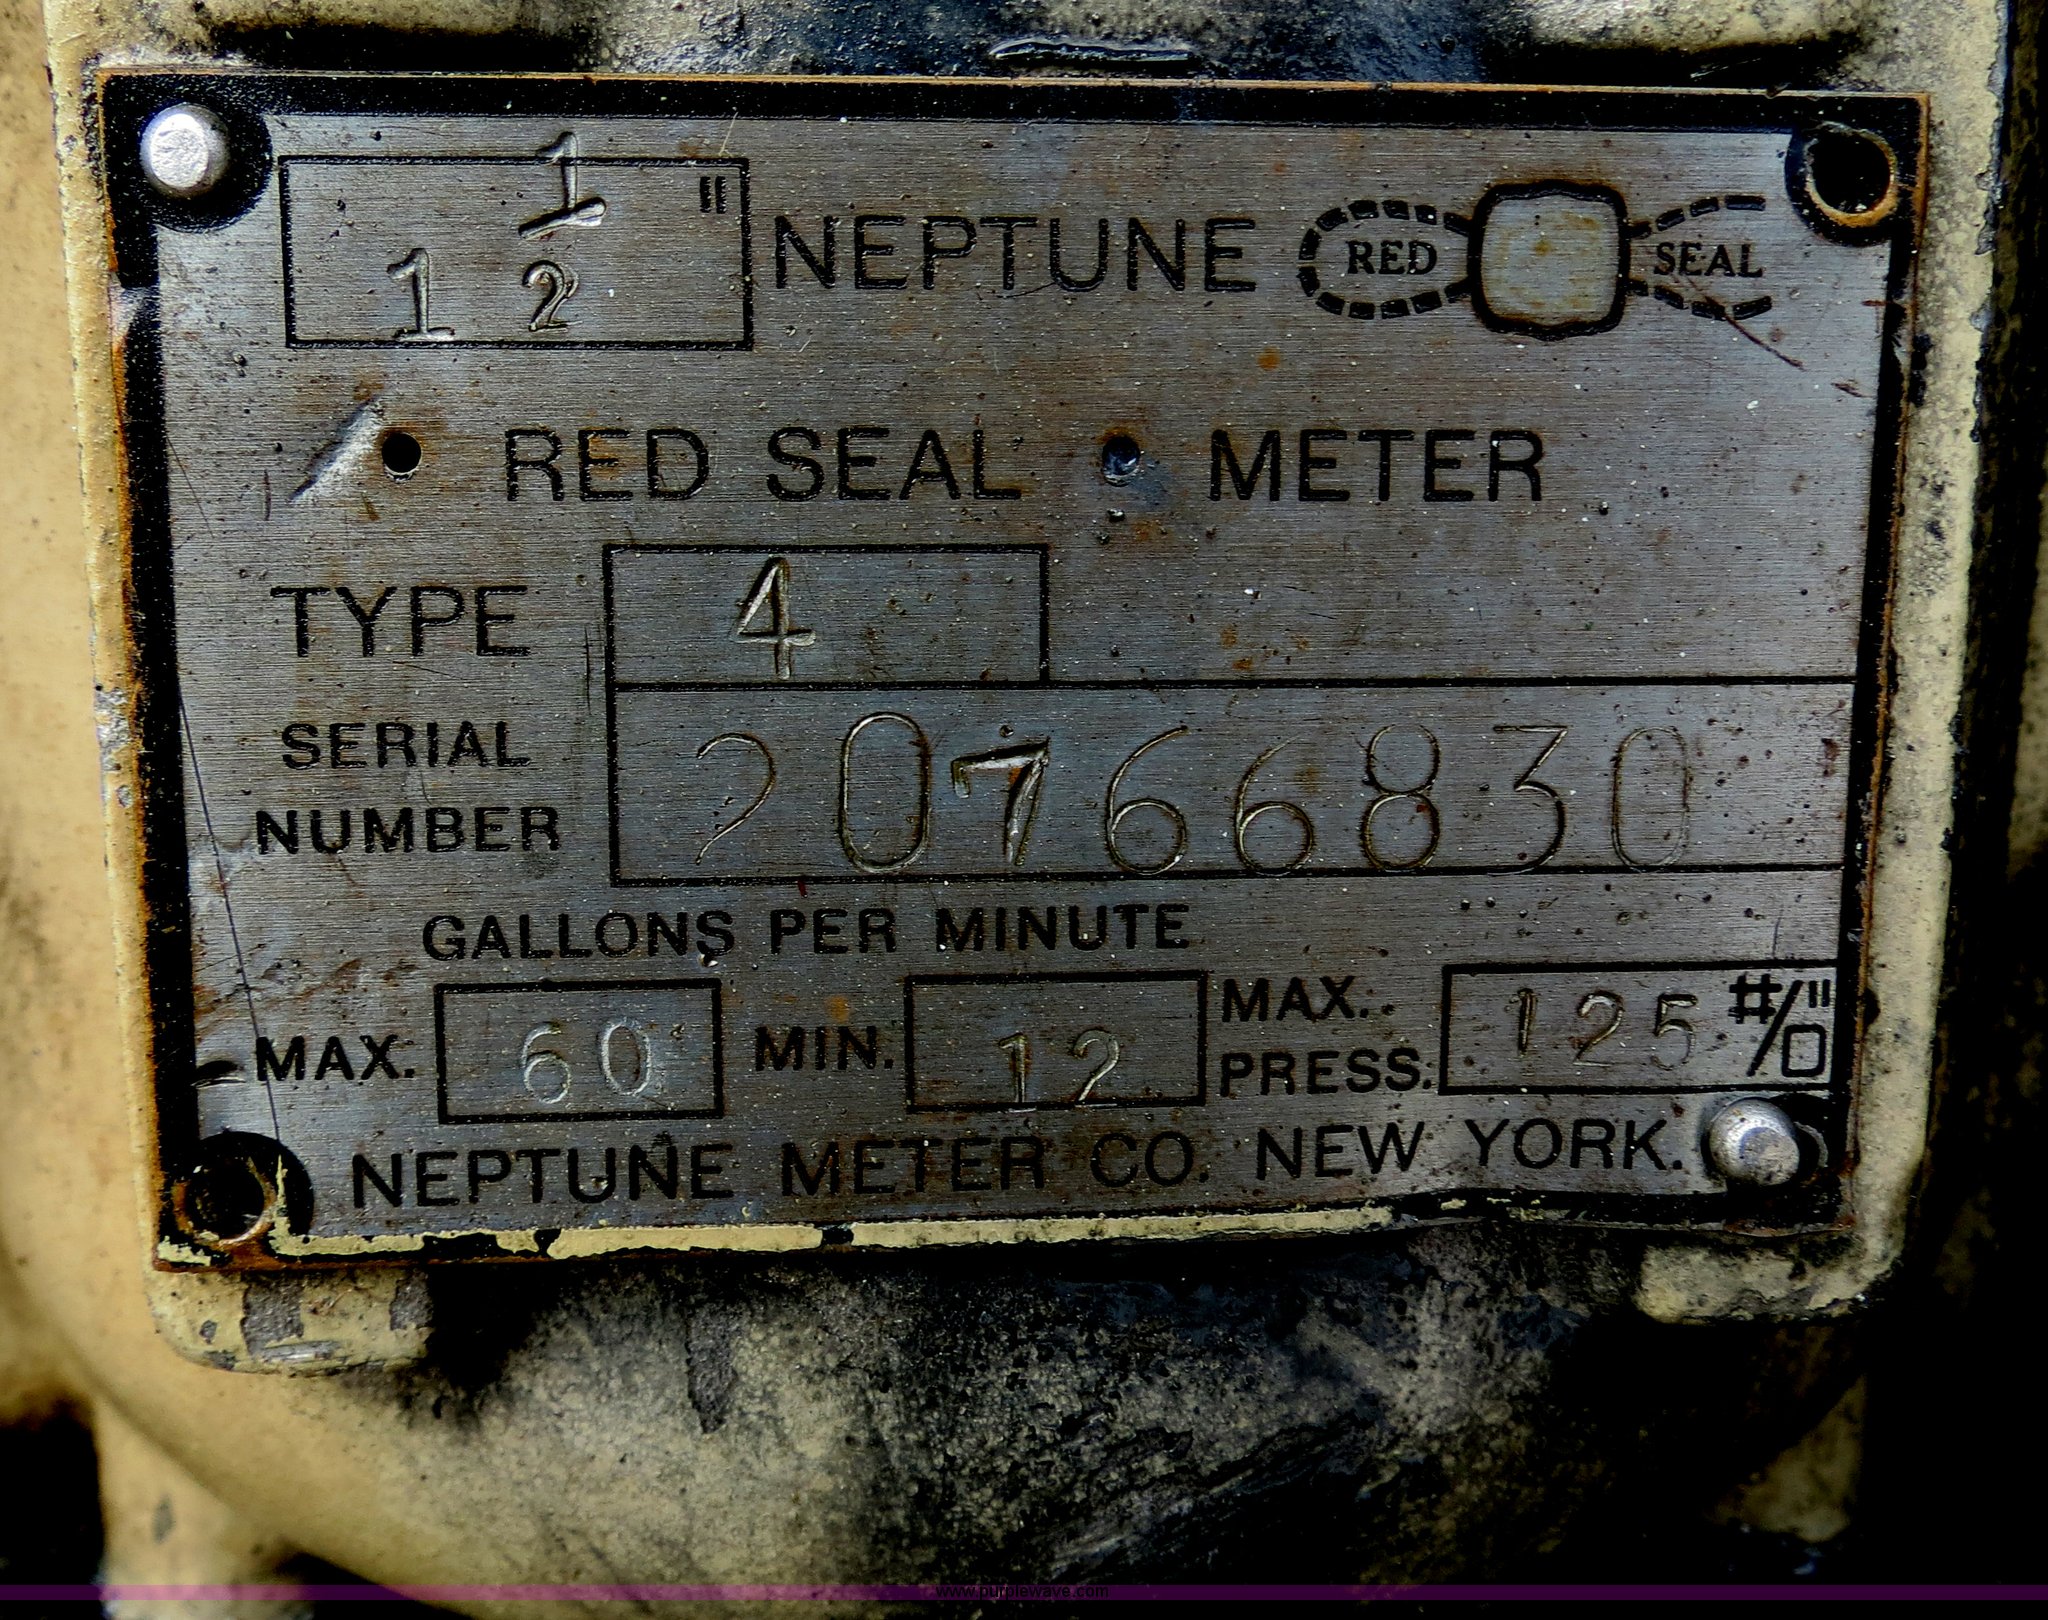 1 1/2 " NEPTUNE RED SEAL
RED SEAL METER
TYPE 4
SERIAL NUMBER 20766830
GALLONS PER MINUTE
MAX. 60 MIN. 12 MAX. PRESS. 125 #/□"
NEPTUNE METER CO. NEW YORK.
www.purplewave.com